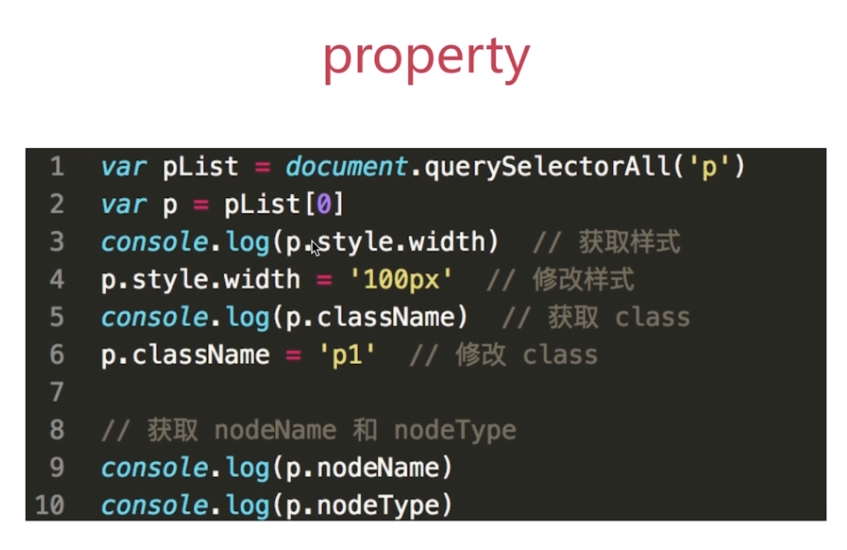 property
1 var pList = document.querySelectorAll('p')
2 var p = pList[0]
3 console.log(p.style.width) // 获取样式
4 p.style.width = '100px' // 修改样式
5 console.log(p.className) // 获取 class
6 p.className = 'p1' // 修改 class
7
8 // 获取 nodeName 和 nodeType
9 console.log(p.nodeName)
10 console.log(p.nodeType)